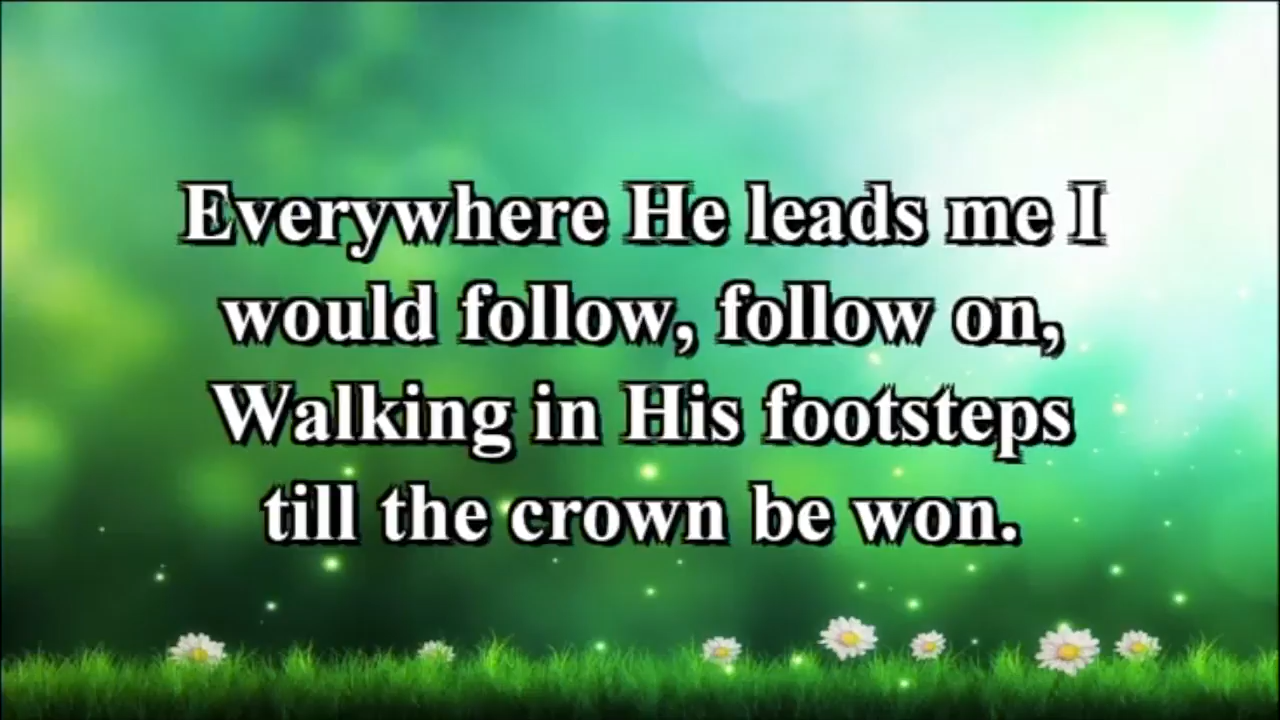 Everywhere He leads me I
would follow, follow on,
Walking in His footsteps
till the crown be won.